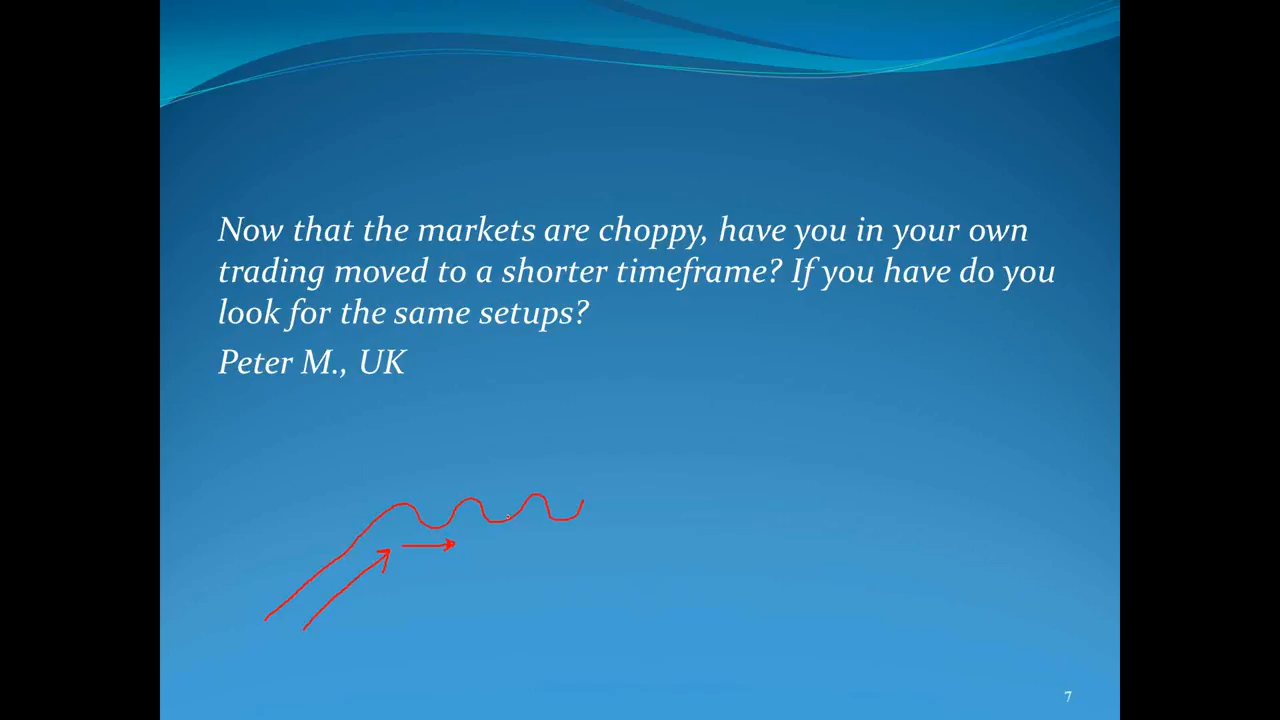 Now that the markets are choppy, have you in your own
trading moved to a shorter timeframe? If you have do you
look for the same setups?
Peter M., UK
7